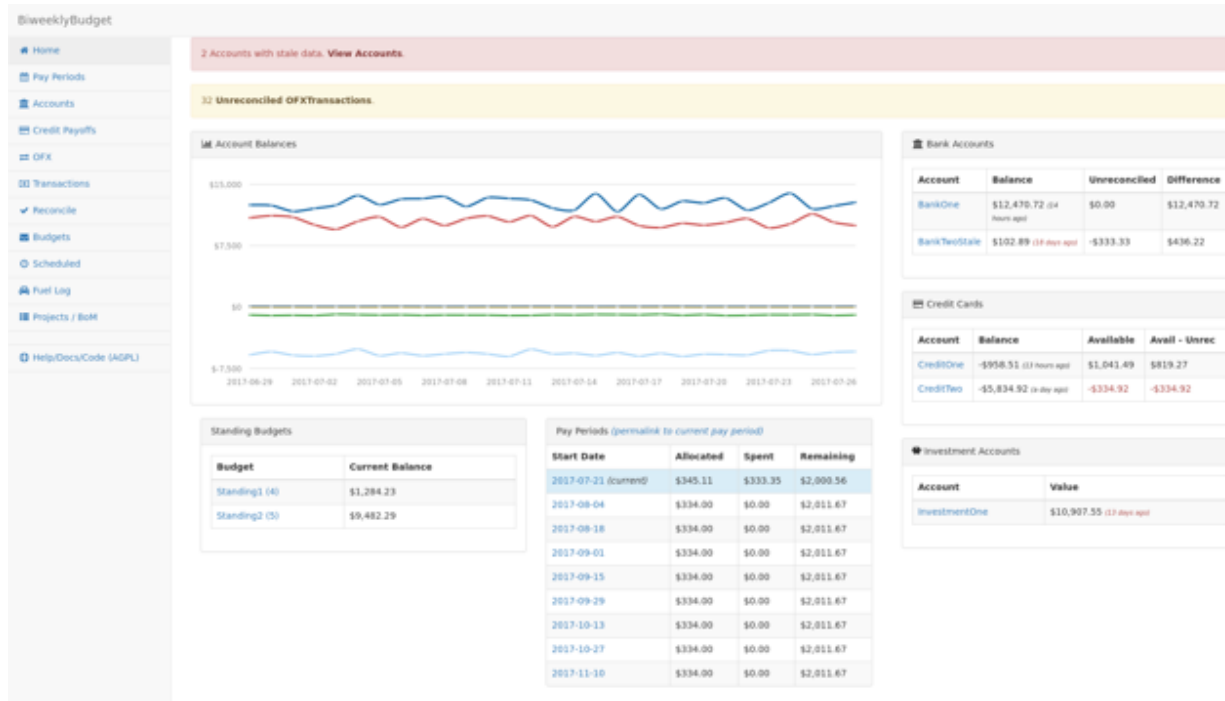 BiweeklyBudget
Home
Pay Periods
Accounts
Credit Payoffs
OFX
Transactions
Reconcile
Budgets
Scheduled
Fuel Log
Projects / BoM
Help/Docs/Code (AGPL)
2 Accounts with stale data. View Accounts.
32 Unreconciled OFXTransactions.
Account Balances
$15,000
$7,500
$0
$-7,500
2017-06-29 2017-07-02 2017-07-05 2017-07-08 2017-07-11 2017-07-14 2017-07-17 2017-07-20 2017-07-23 2017-07-26
Standing Budgets
Budget Current Balance
Standing1 (4) $1,284.23
Standing2 (5) $9,482.29
Pay Periods (permalink to current pay period)
Start Date Allocated Spent Remaining
2017-07-21 (current) $345.11 $333.35 $2,000.56
2017-08-04 $334.00 $0.00 $2,011.67
2017-08-18 $334.00 $0.00 $2,011.67
2017-09-01 $334.00 $0.00 $2,011.67
2017-09-15 $334.00 $0.00 $2,011.67
2017-09-29 $334.00 $0.00 $2,011.67
2017-10-13 $334.00 $0.00 $2,011.67
2017-10-27 $334.00 $0.00 $2,011.67
2017-11-10 $334.00 $0.00 $2,011.67
Bank Accounts
Account Balance Unreconciled Difference
BankOne $12,470.72 (14 hours ago) $0.00 $12,470.72
BankTwoStale $102.89 (18 days ago) -$333.33 $436.22
Credit Cards
Account Balance Available Avail - Unrec
CreditOne -$958.51 (13 hours ago) $1,041.49 $819.27
CreditTwo -$5,834.92 (a day ago) -$334.92 -$334.92
Investment Accounts
Account Value
InvestmentOne $10,907.55 (13 days ago)